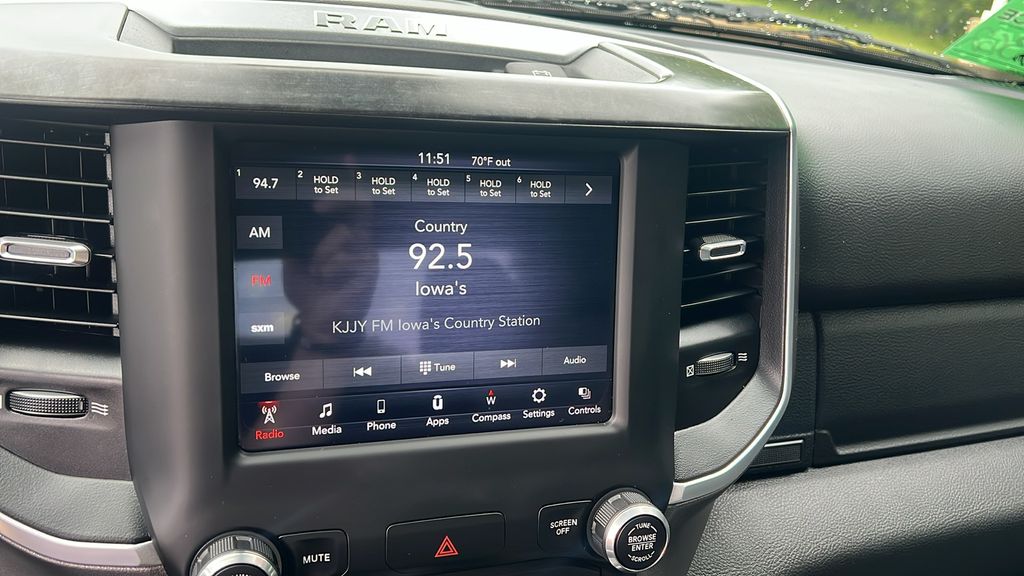 RAM
11:51 70°F out
1 94.7
2 HOLD to Set
3 HOLD to Set
4 HOLD to Set
5 HOLD to Set
6 HOLD to Set
AM
FM
sxm
Country
92.5
Iowa's
KJJY FM Iowa's Country Station
Browse
Tune
Audio
Radio
Media
Phone
Apps
W
Compass
Settings
Controls
MUTE
SCREEN
OFF
TUNE
BROWSE
ENTER
SCROLL